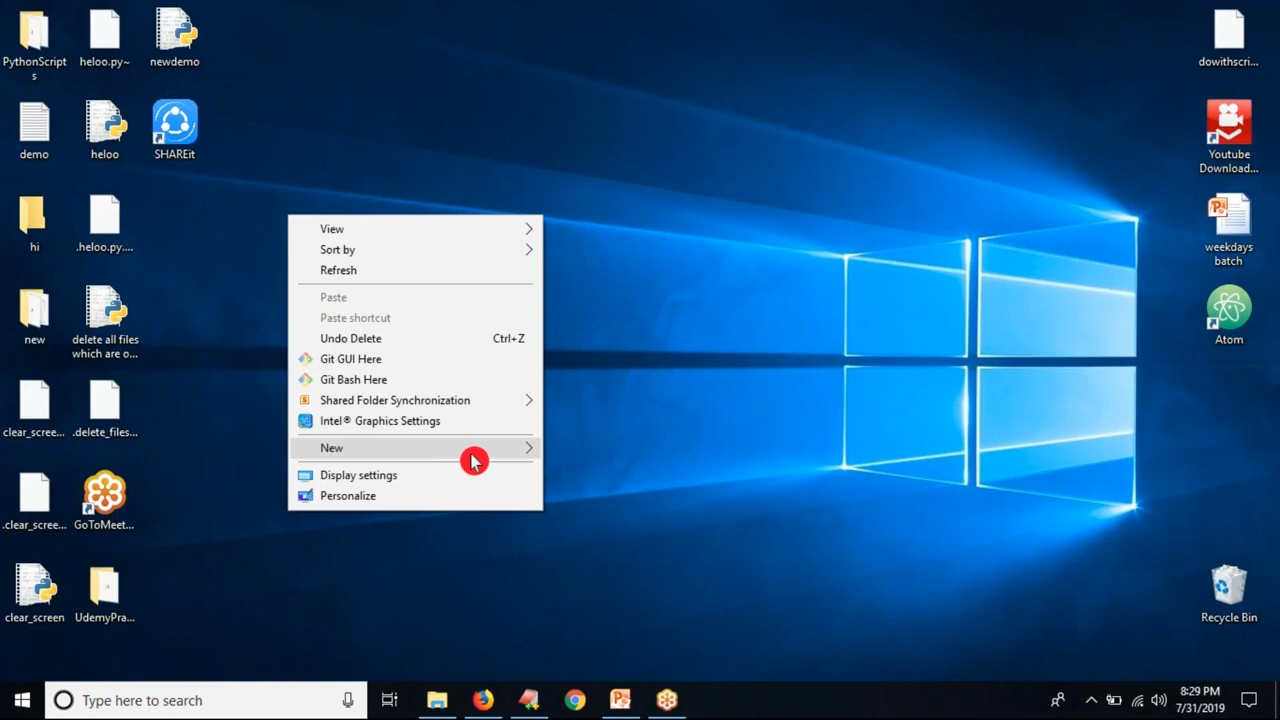 PythonScript
s
heloo.py~
newdemo
dowithscri...
demo
heloo
SHAREit
Youtube
Download...
hi
.heloo.py....
weekdays
batch
new
delete all files
which are o...
Atom
clear_scree...
.delete_files...
.clear_scree...
GoToMeet...
clear_screen
UdemyPra...
Recycle Bin
View
Sort by
Refresh
Paste
Paste shortcut
Undo Delete Ctrl+Z
Git GUI Here
Git Bash Here
Shared Folder Synchronization
Intel® Graphics Settings
New
Display settings
Personalize
Type here to search
8:29 PM
7/31/2019